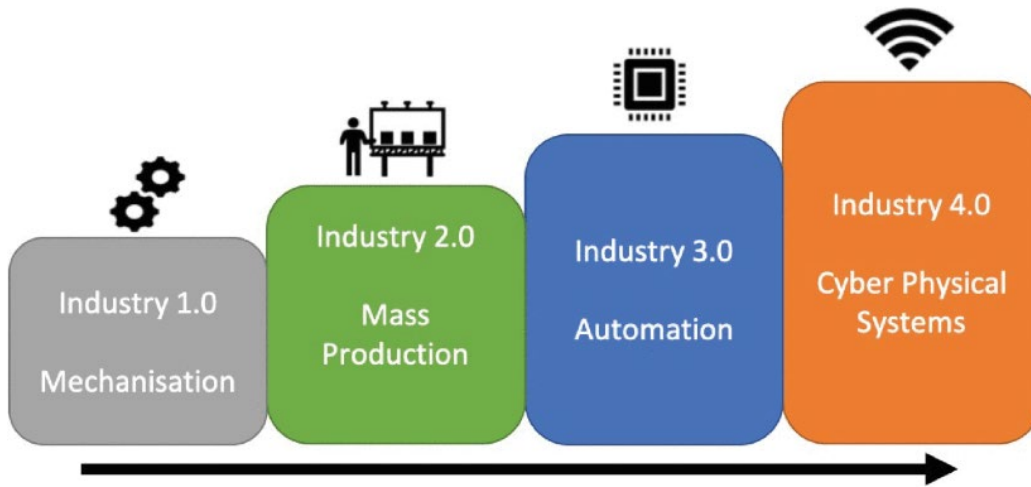 Industry 1.0
Mechanisation
Industry 2.0
Mass
Production
Industry 3.0
Automation
Industry 4.0
Cyber Physical
Systems